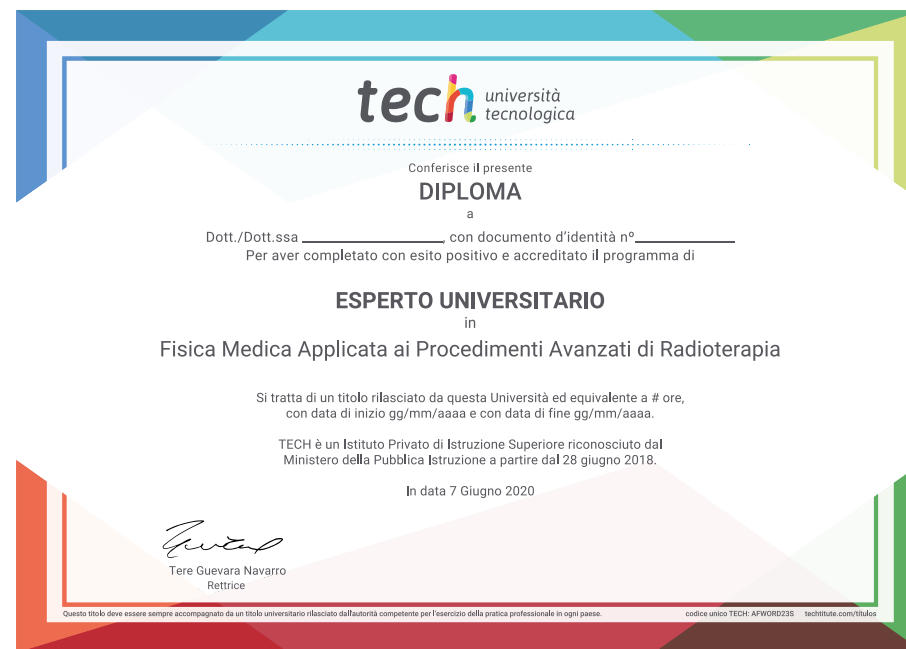 tech università
tecnologica
Conferisce il presente
DIPLOMA
a
Dott./Dott.ssa ____________________, con documento d'identità nº______________
Per aver completato con esito positivo e accreditato il programma di
ESPERTO UNIVERSITARIO
in
Fisica Medica Applicata ai Procedimenti Avanzati di Radioterapia
Si tratta di un titolo rilasciato da questa Università ed equivalente a # ore,
con data di inizio gg/mm/aaaa e con data di fine gg/mm/aaaa.
TECH è un Istituto Privato di Istruzione Superiore riconosciuto dal
Ministero della Pubblica Istruzione a partire dal 28 giugno 2018.
In data 7 Giugno 2020
Tere Guevara Navarro
Rettrice
Questo titolo deve essere sempre accompagnato da un titolo universitario rilasciato dall'autorità competente per l'esercizio della pratica professionale in ogni paese. codice unico TECH: AFWORD23S techtitute.com/titulos